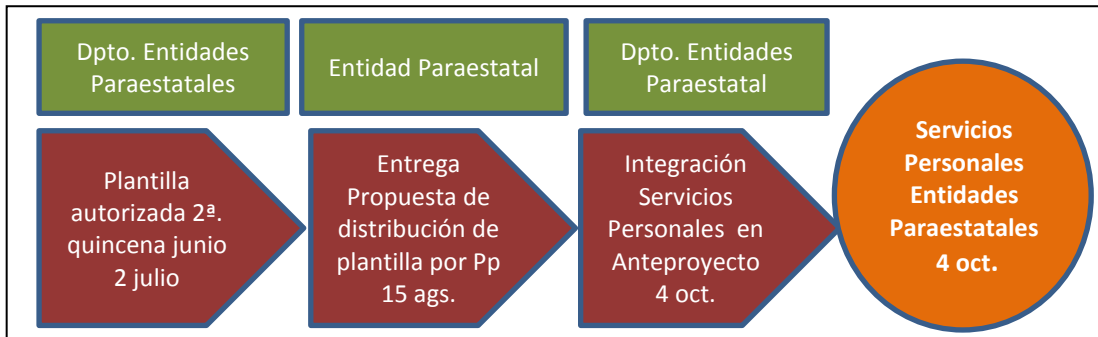 Dpto. Entidades
Paraestatales
Entidad Paraestatal
Dpto. Entidades
Paraestatal
Plantilla
autorizada 2ª.
quincena junio
2 julio
Entrega
Propuesta de
distribución de
plantilla por Pp
15 ags.
Integración
Servicios
Personales en
Anteproyecto
4 oct.
Servicios
Personales
Entidades
Paraestatales
4 oct.